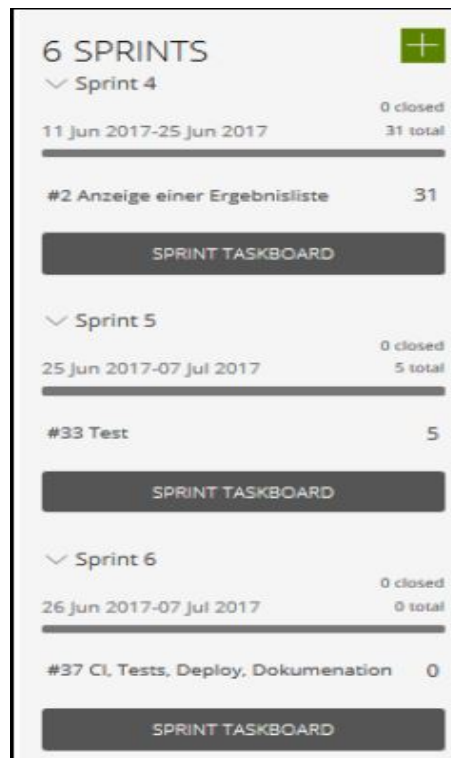 6 SPRINTS
Sprint 4
0 closed
11 Jun 2017-25 Jun 2017 31 total
#2 Anzeige einer Ergebnisliste 31
SPRINT TASKBOARD
Sprint 5
0 closed
25 Jun 2017-07 Jul 2017 5 total
#33 Test 5
SPRINT TASKBOARD
Sprint 6
0 closed
26 Jun 2017-07 Jul 2017 0 total
#37 CI, Tests, Deploy, Dokumenation 0
SPRINT TASKBOARD